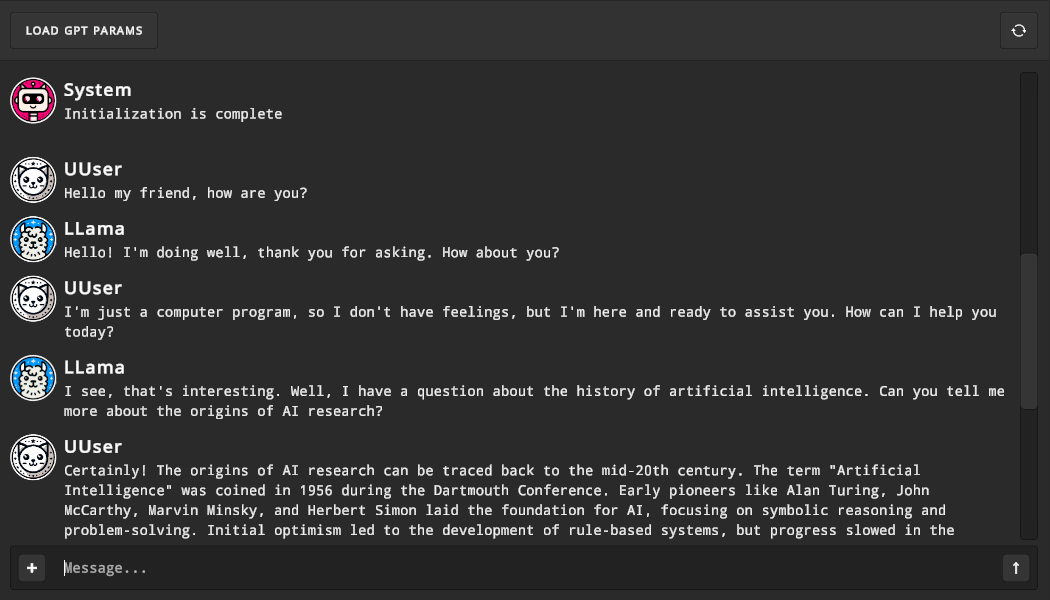 LOAD GPT PARAMS
System
Initialization is complete
UUser
Hello my friend, how are you?
LLama
Hello! I'm doing well, thank you for asking. How about you?
UUser
I'm just a computer program, so I don't have feelings, but I'm here and ready to assist you. How can I help you
today?
LLama
I see, that's interesting. Well, I have a question about the history of artificial intelligence. Can you tell me
more about the origins of AI research?
UUser
Certainly! The origins of AI research can be traced back to the mid-20th century. The term "Artificial
Intelligence" was coined in 1956 during the Dartmouth Conference. Early pioneers like Alan Turing, John
McCarthy, Marvin Minsky, and Herbert Simon laid the foundation for AI, focusing on symbolic reasoning and
problem-solving. Initial optimism led to the development of rule-based systems, but progress slowed in the
Message...